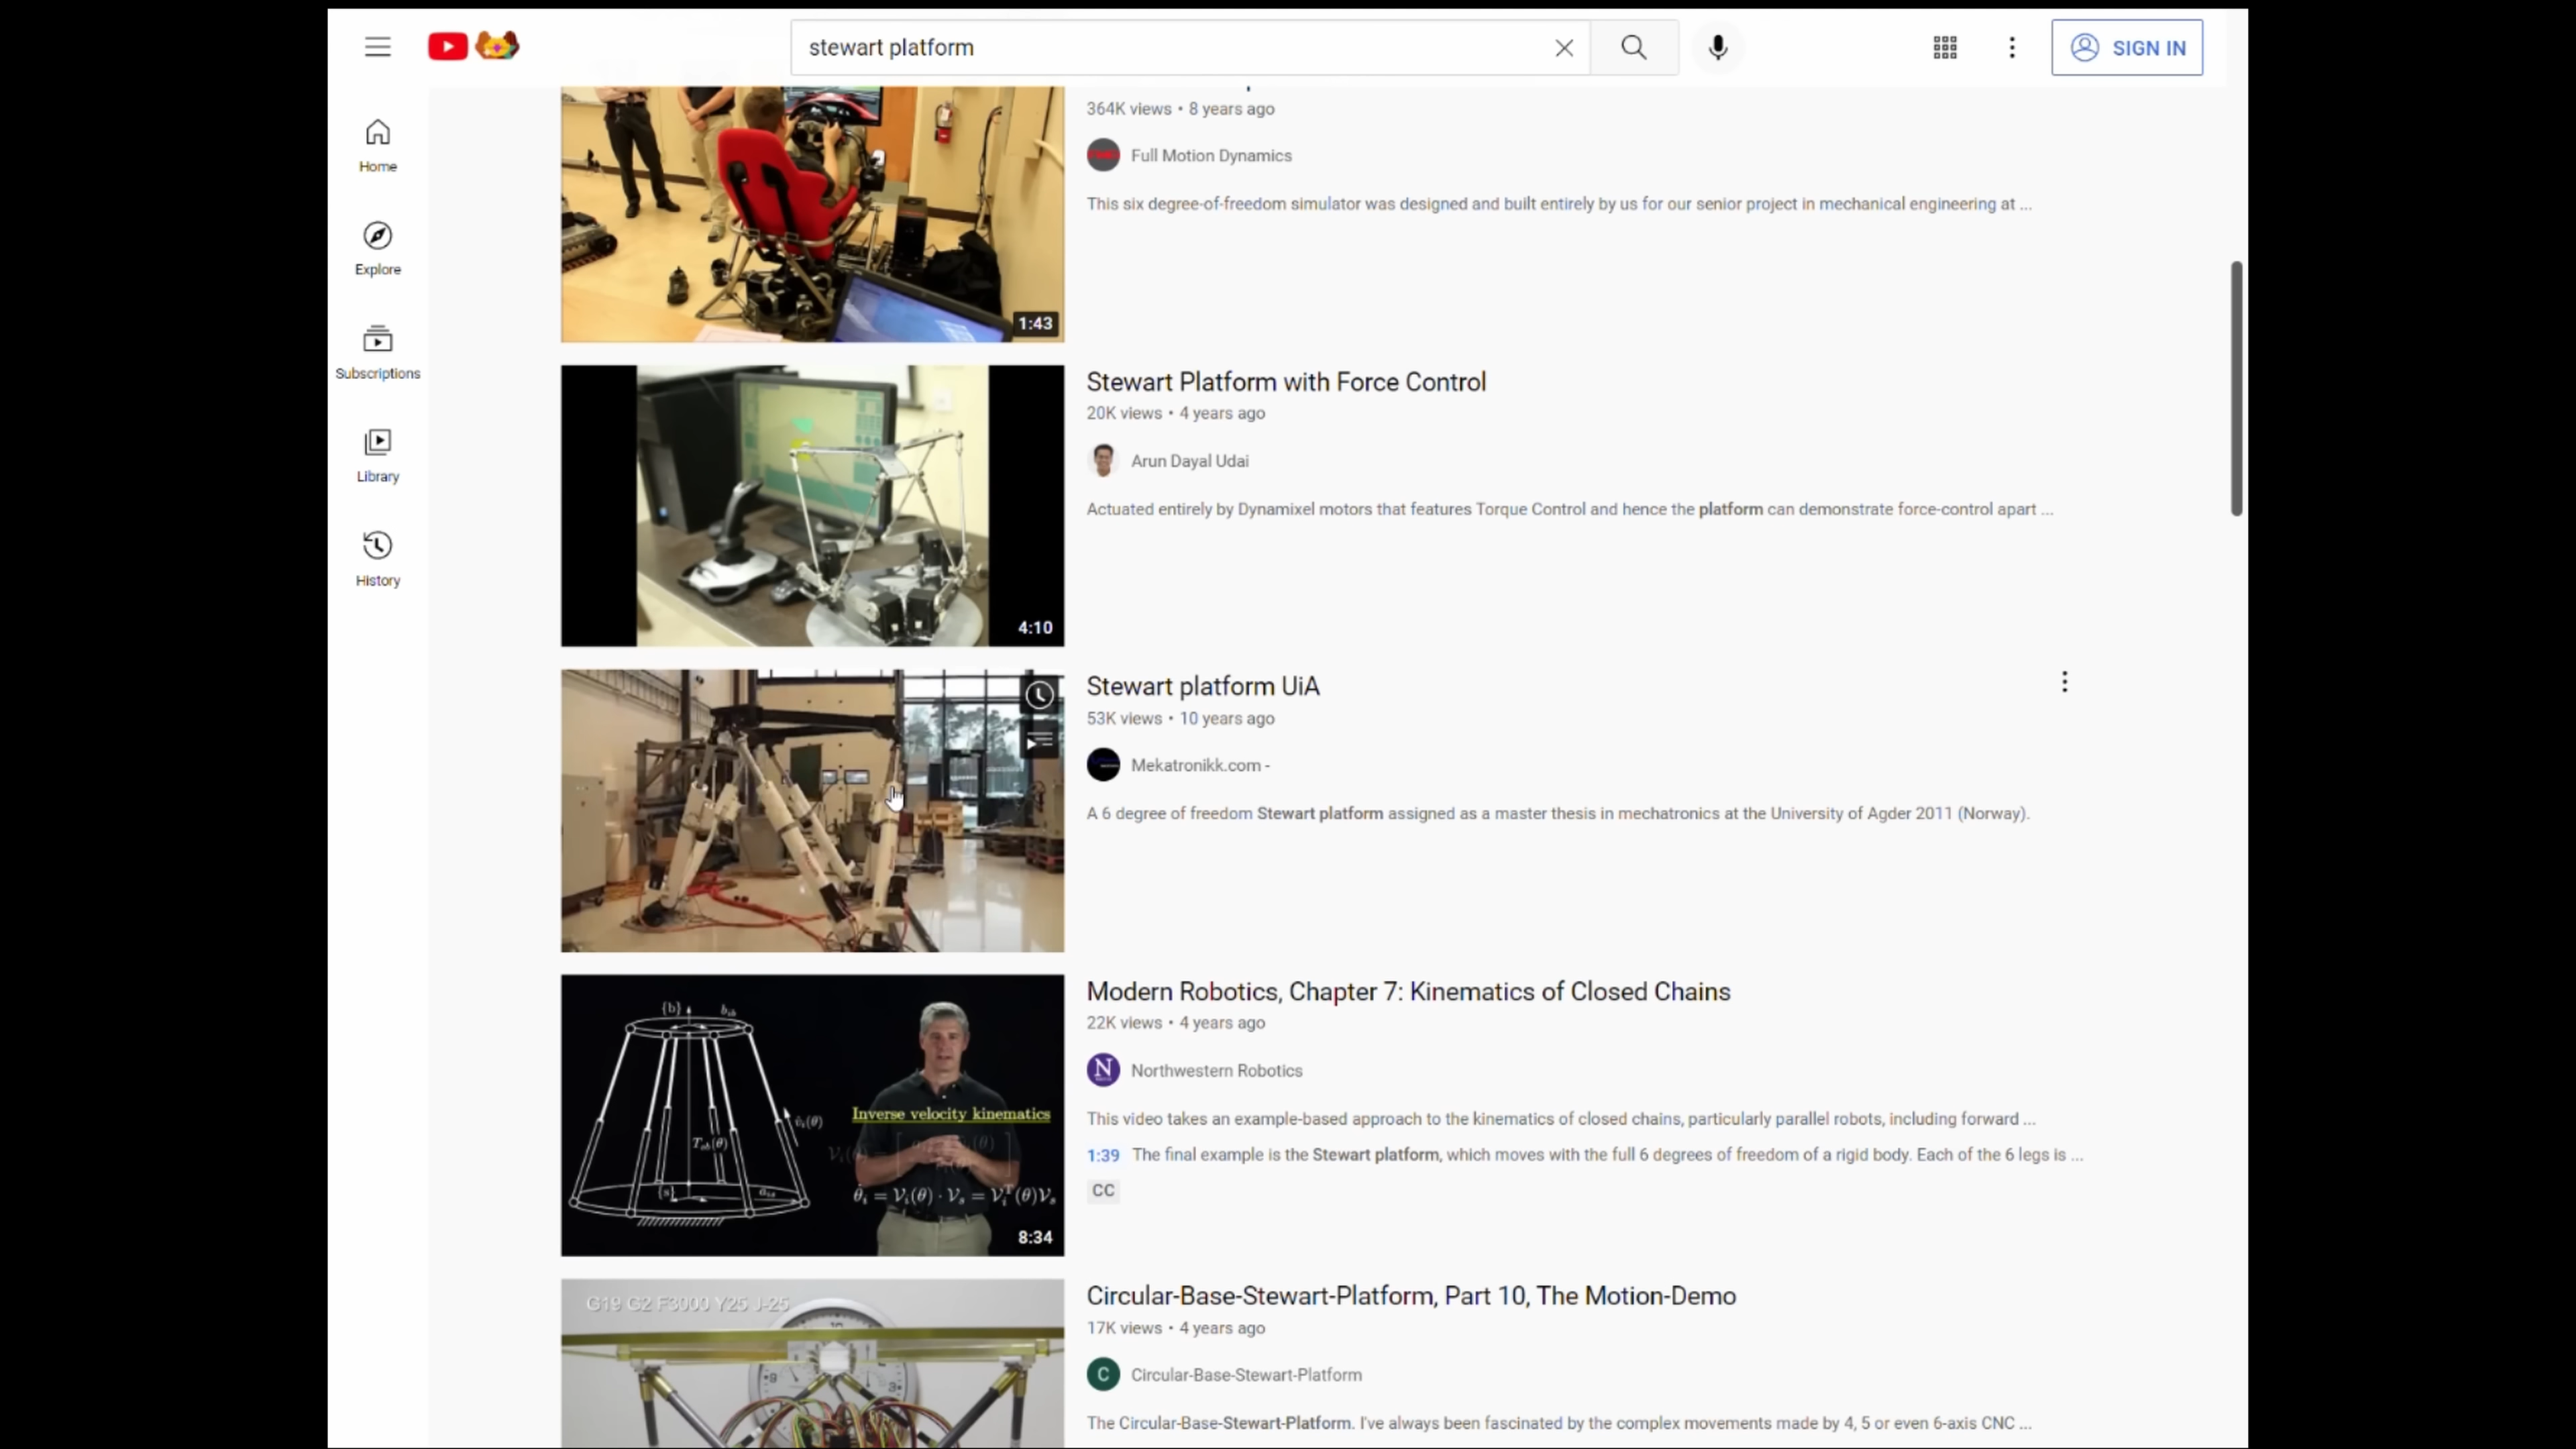 stewart platform
SIGN IN
Home
Explore
Subscriptions
Library
History
364K views • 8 years ago
Full Motion Dynamics
This six degree-of-freedom simulator was designed and built entirely by us for our senior project in mechanical engineering at ...
1:43
Stewart Platform with Force Control
20K views • 4 years ago
Arun Dayal Udai
Actuated entirely by Dynamixel motors that features Torque Control and hence the platform can demonstrate force-control apart ...
4:10
Stewart platform UiA
53K views • 10 years ago
Mekatronikk.com -
A 6 degree of freedom Stewart platform assigned as a master thesis in mechatronics at the University of Agder 2011 (Norway).
Modern Robotics, Chapter 7: Kinematics of Closed Chains
22K views • 4 years ago
N
Northwestern Robotics
This video takes an example-based approach to the kinematics of closed chains, particularly parallel robots, including forward ...
1:39 The final example is the Stewart platform, which moves with the full 6 degrees of freedom of a rigid body. Each of the 6 legs is ...
CC
{b}
Inverse velocity kinematics
{s}
8:34
G19 G2 F3000 Y25 J-25
Circular-Base-Stewart-Platform, Part 10, The Motion-Demo
17K views • 4 years ago
C
Circular-Base-Stewart-Platform
The Circular-Base-Stewart-Platform. I've always been fascinated by the complex movements made by 4, 5 or even 6-axis CNC ...